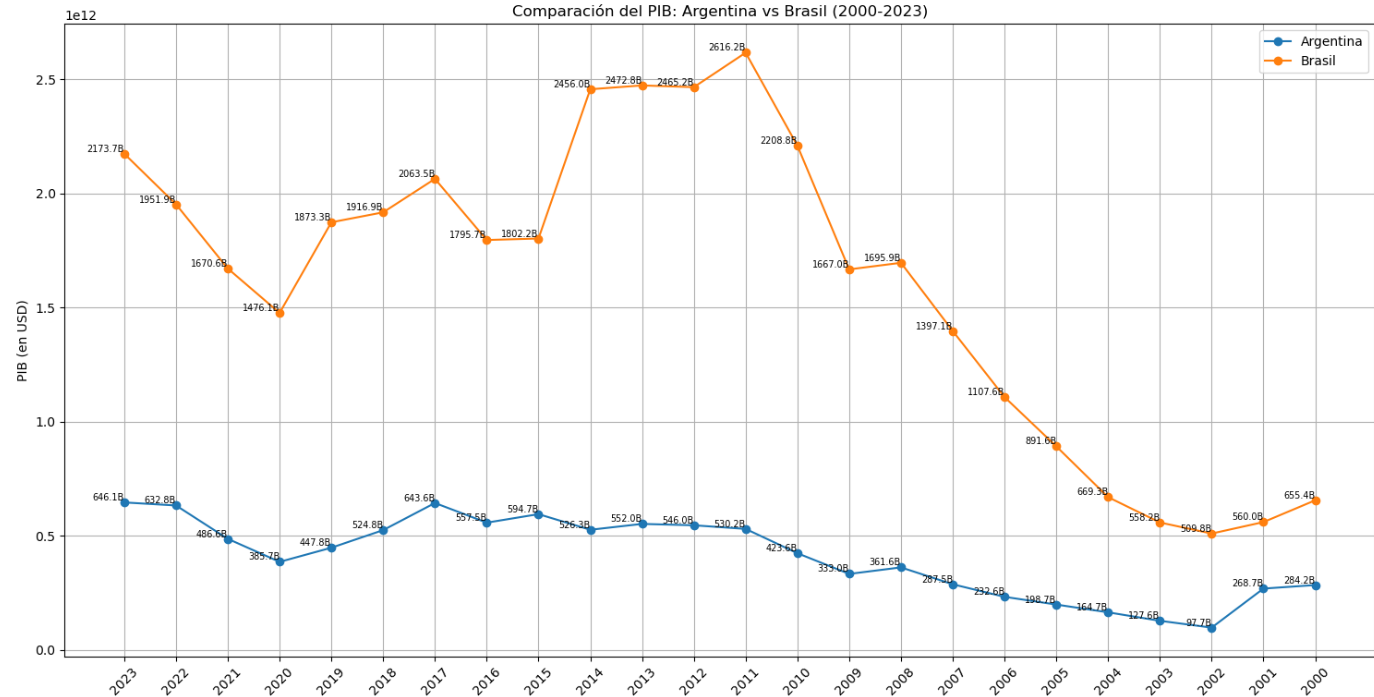 Comparación del PIB: Argentina vs Brasil (2000-2023)
1e12
Argentina
Brasil
PIB (en USD)
2.5
2.0
1.5
1.0
0.5
0.0
2173.7B
1951.9B
1670.6B
1476.1B
1873.3B
1916.9B
2063.5B
1795.7B
1802.2B
2456.0B
2472.8B
2465.2B
2616.2B
2208.8B
1667.0B
1695.9B
1397.1B
1107.6B
891.6B
669.3B
558.2B
509.8B
560.0B
655.4B
646.1B
632.8B
486.6B
385.7B
447.8B
524.8B
643.6B
557.5B
594.7B
526.3B
552.0B
546.0B
530.2B
423.6B
333.0B
361.6B
287.5B
232.6B
198.7B
164.7B
127.6B
97.7B
268.7B
284.2B
2023
2022
2021
2020
2019
2018
2017
2016
2015
2014
2013
2012
2011
2010
2009
2008
2007
2006
2005
2004
2003
2002
2001
2000